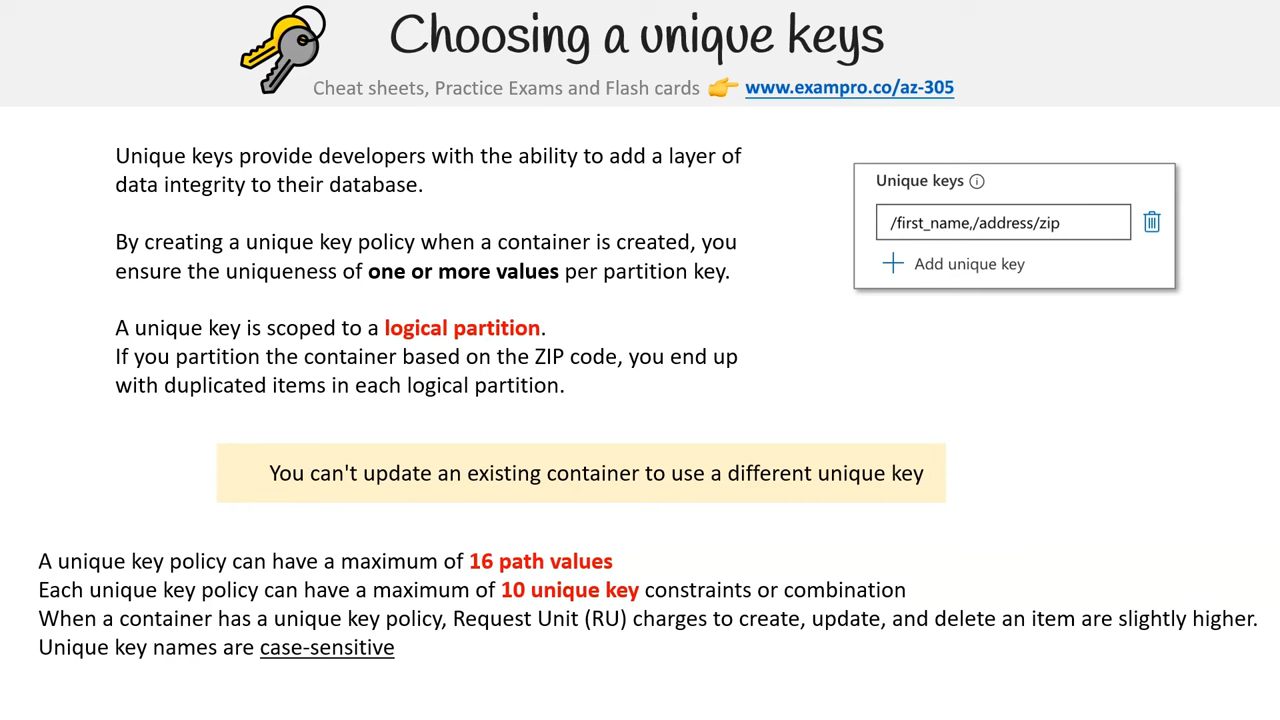 Choosing a unique keys
Cheat sheets, Practice Exams and Flash cards 👉 www.exampro.co/az-305
Unique keys provide developers with the ability to add a layer of
data integrity to their database.
By creating a unique key policy when a container is created, you
ensure the uniqueness of one or more values per partition key.
A unique key is scoped to a logical partition.
If you partition the container based on the ZIP code, you end up
with duplicated items in each logical partition.
Unique keys
/first_name,/address/zip
Add unique key
You can't update an existing container to use a different unique key
A unique key policy can have a maximum of 16 path values
Each unique key policy can have a maximum of 10 unique key constraints or combination
When a container has a unique key policy, Request Unit (RU) charges to create, update, and delete an item are slightly higher.
Unique key names are case-sensitive